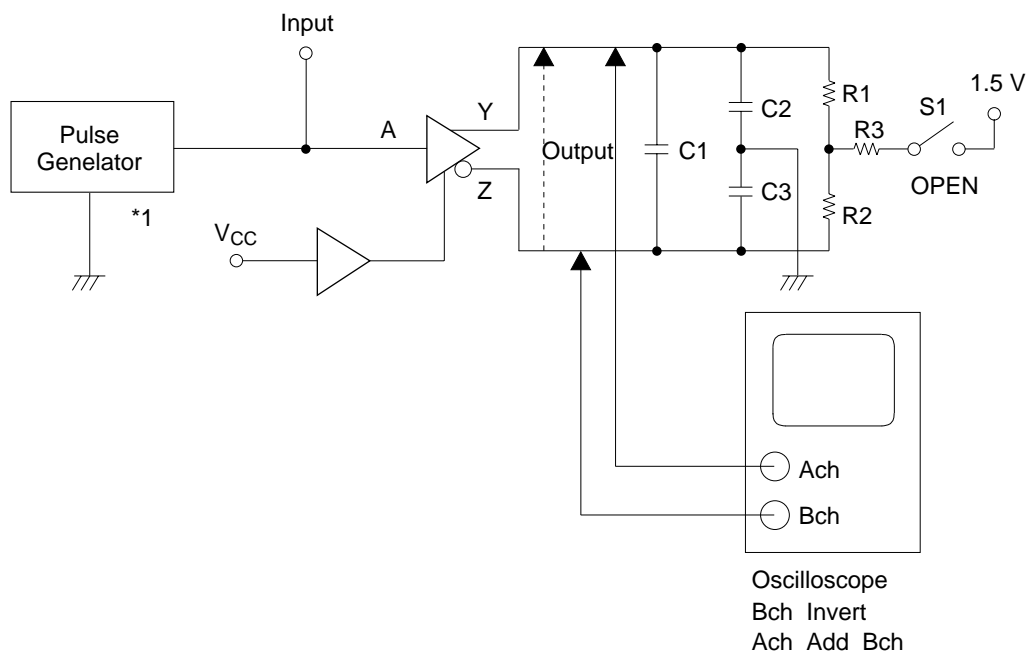 Input
1.5 V
Y
R1
S1
C2
Pulse
Genelator
A
R3
Output
C1
OPEN
C3
Z
R2
*1
VCC
Ach
Bch
Oscilloscope
Bch Invert
Ach Add Bch